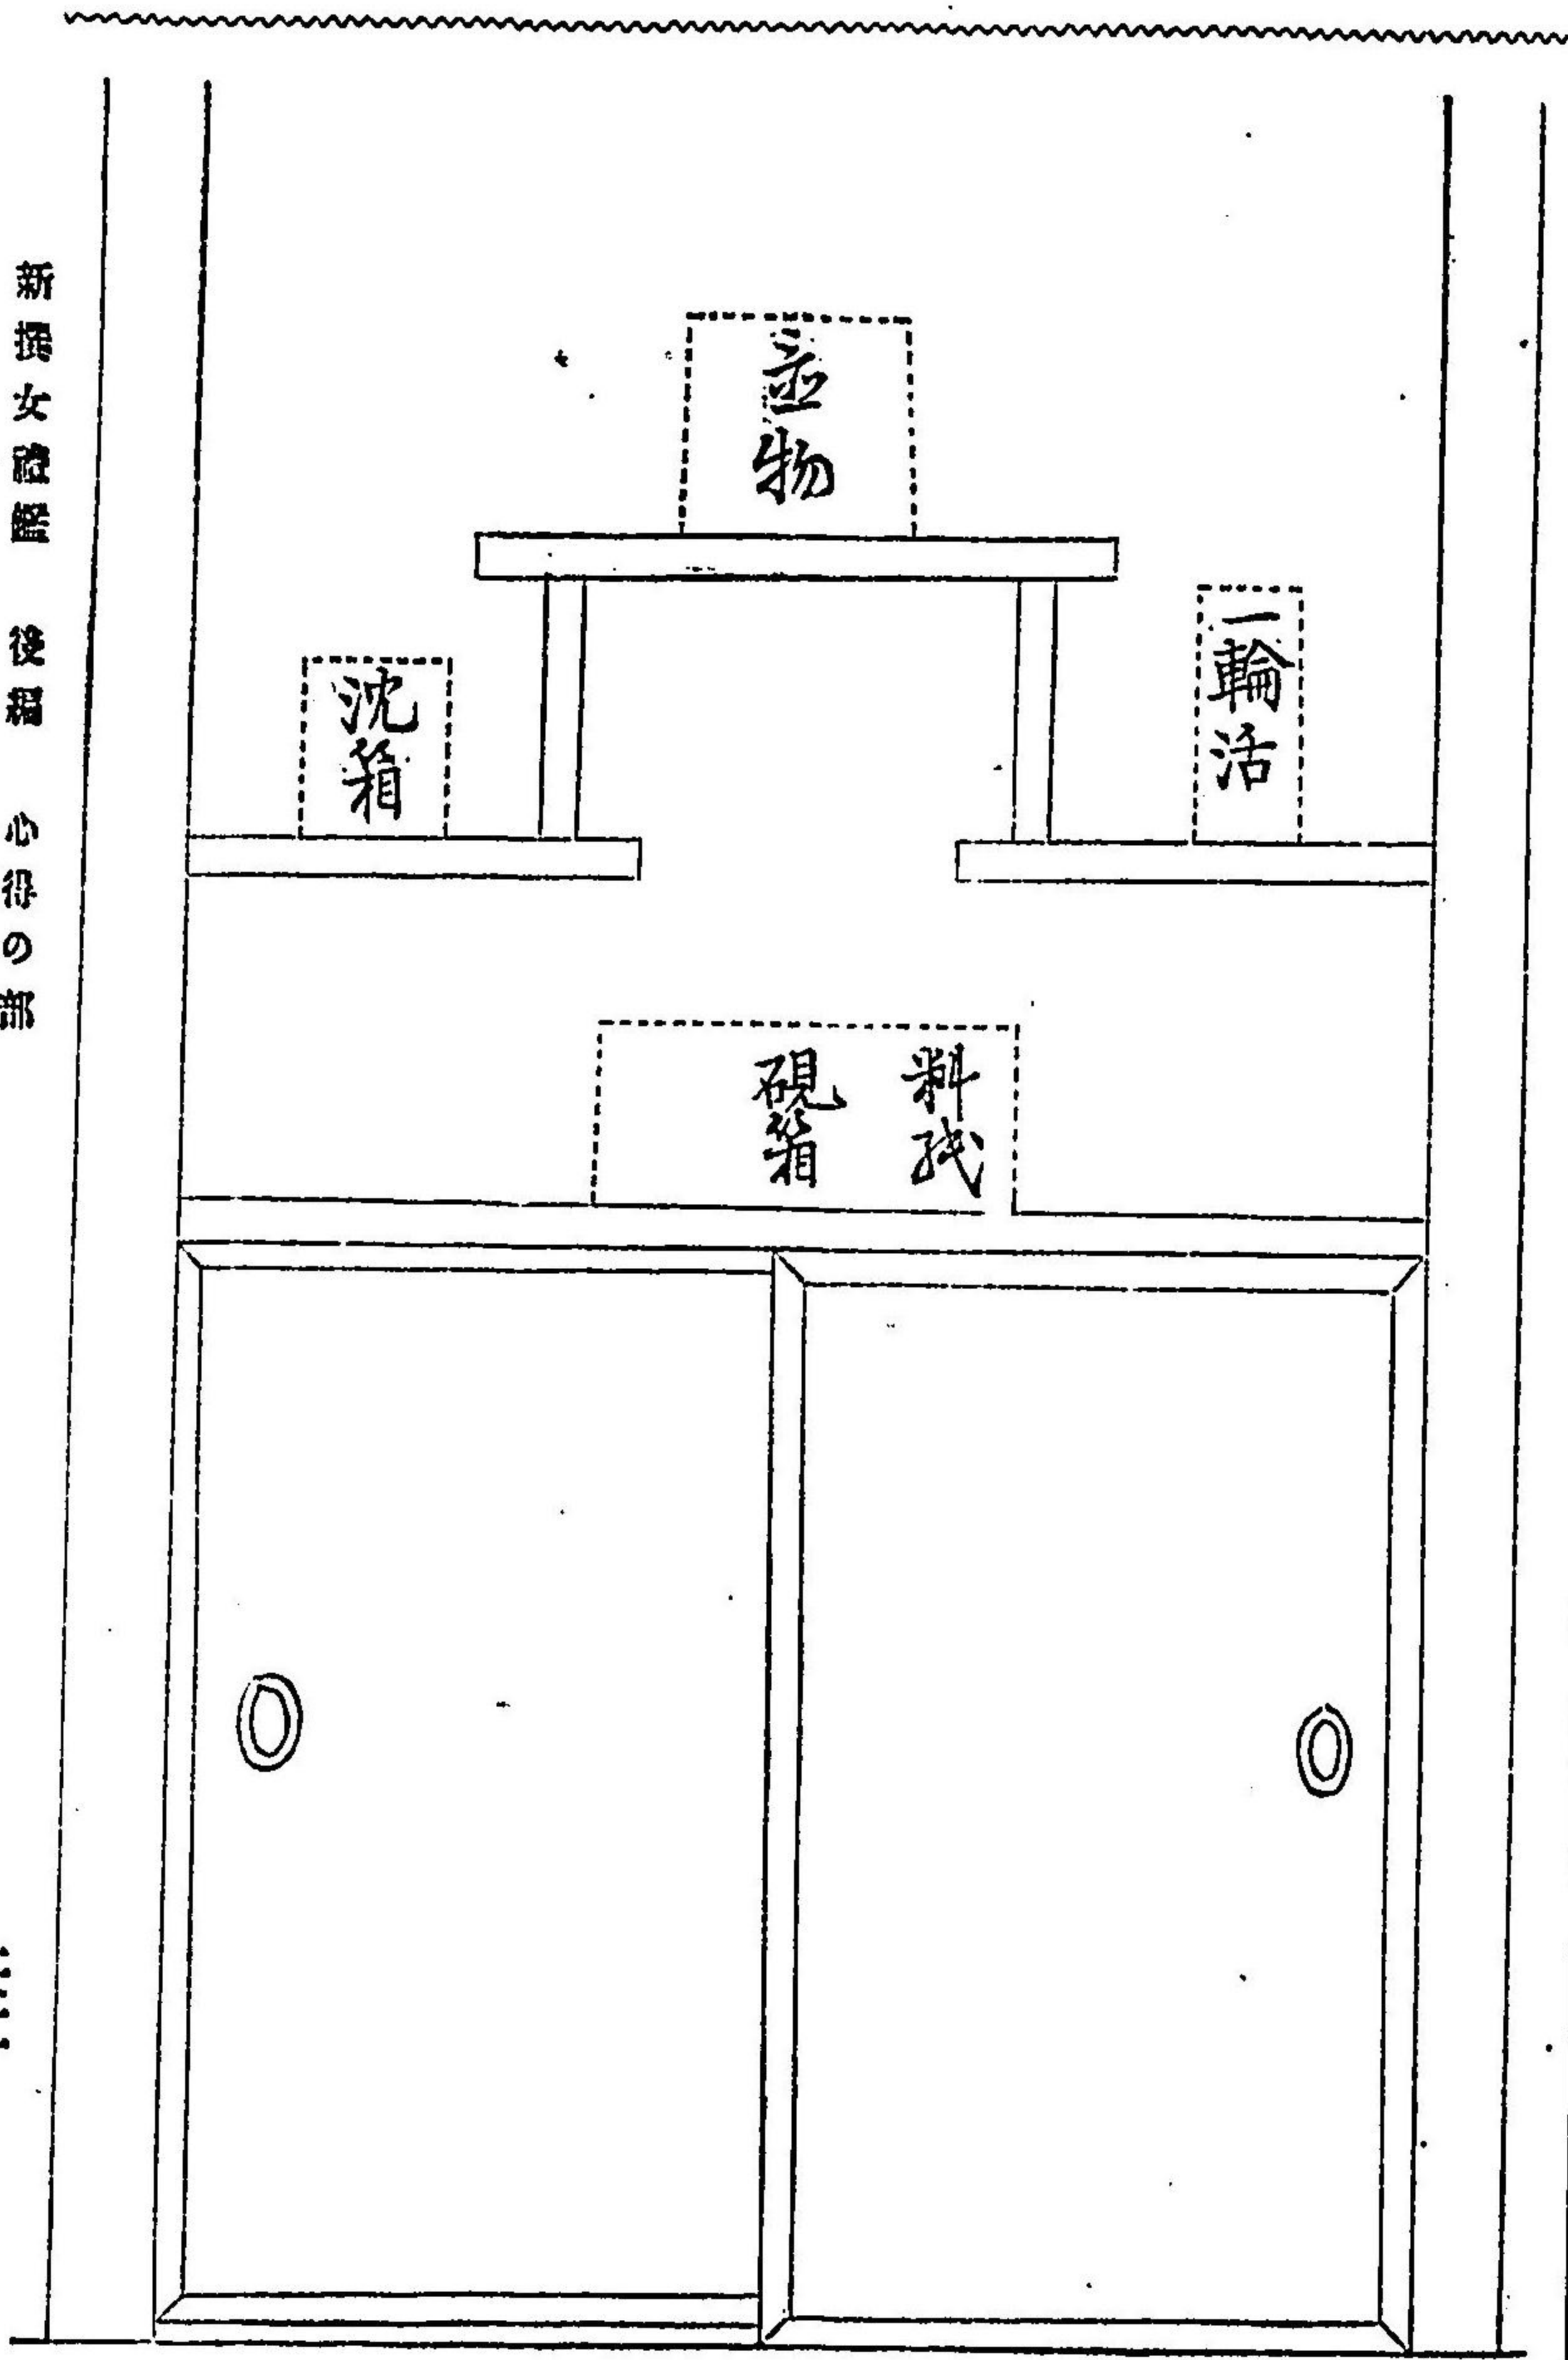 一輪活
料紙
硯箱
沈箱
新撰女禮鑑　後編　心得の部